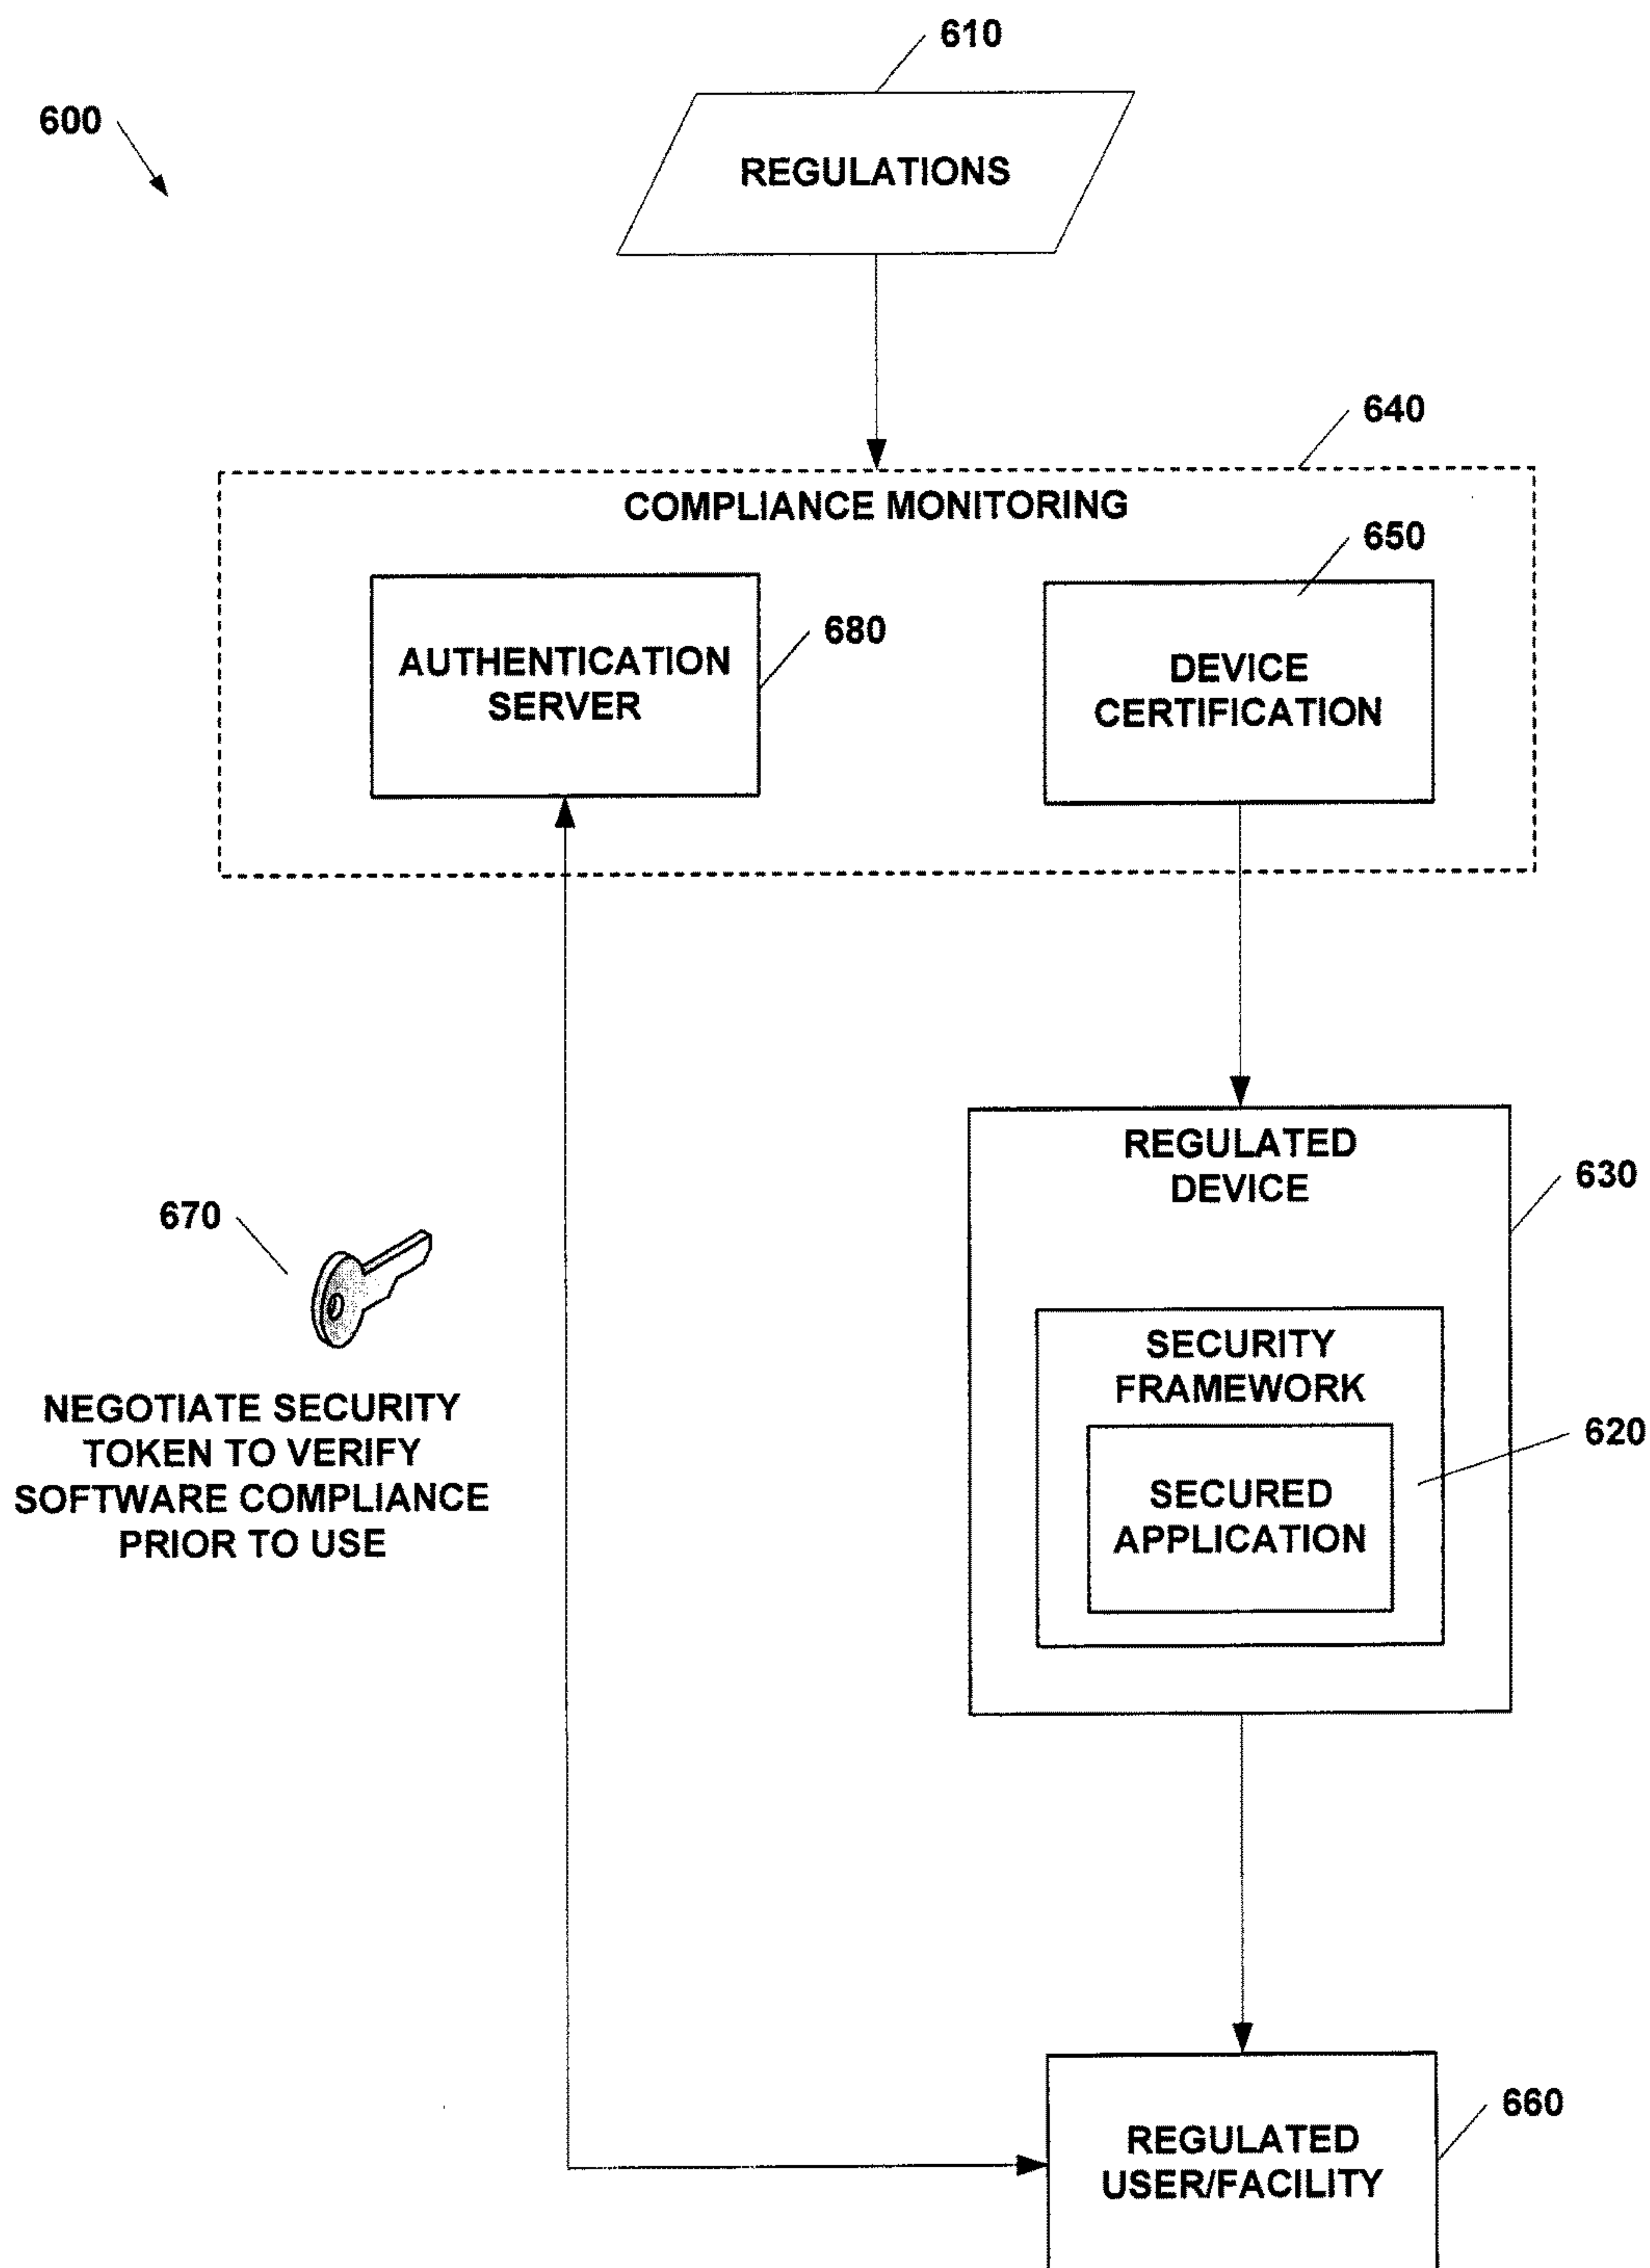 610
600
REGULATIONS
640
COMPLIANCE MONITORING
650
680
AUTHENTICATION
SERVER
DEVICE
CERTIFICATION
REGULATED
DEVICE
630
670
SECURITY
FRAMEWORK
620
SECURED
APPLICATION
NEGOTIATE SECURITY
TOKEN TO VERIFY
SOFTWARE COMPLIANCE
PRIOR TO USE
660
REGULATED
USER/FACILITY